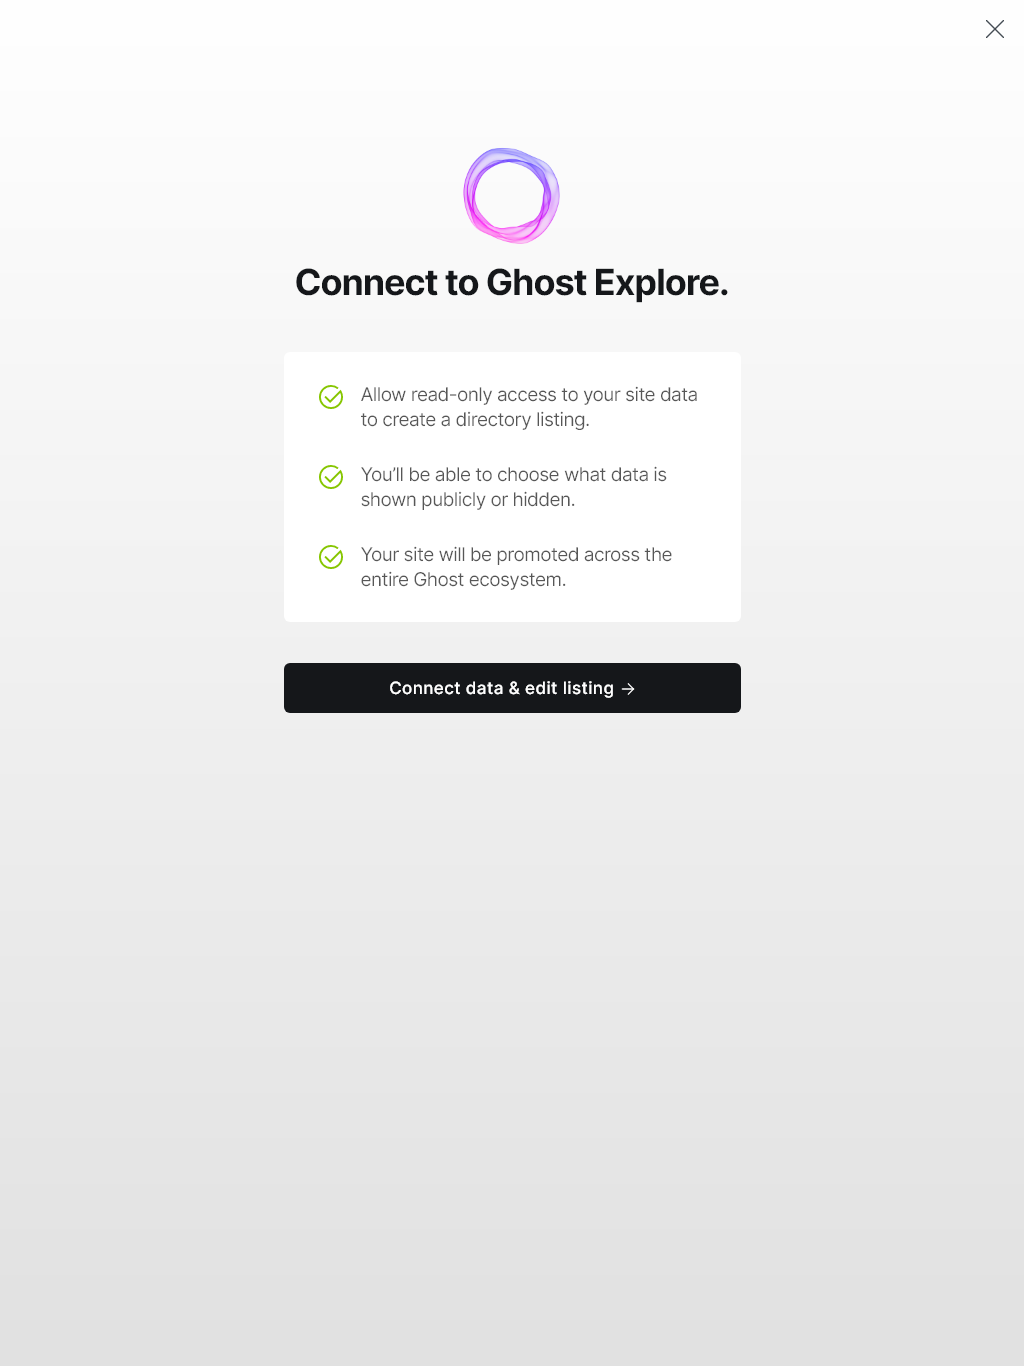 Connect to Ghost Explore.
Allow read-only access to your site data
to create a directory listing.
You’ll be able to choose what data is
shown publicly or hidden.
Your site will be promoted across the
entire Ghost ecosystem.
Connect data & edit listing →